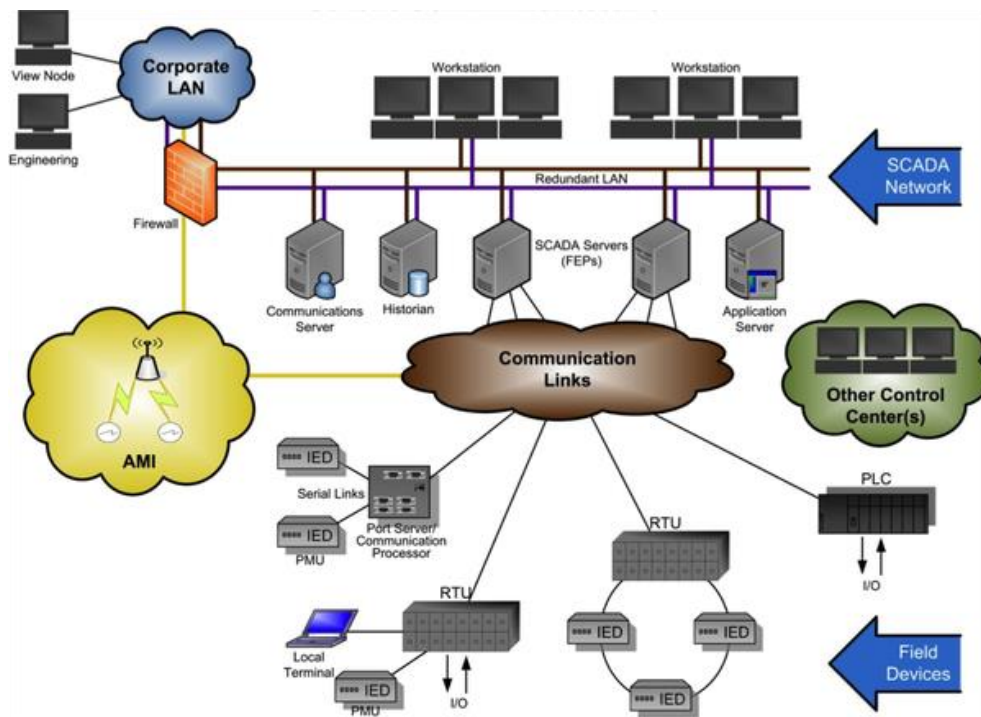 Corporate
LAN
View Node
Engineering
Firewall
Workstation
Workstation
Redundant LAN
SCADA
Network
Communications
Server
Historian
SCADA Servers
(FEPs)
Application
Server
Communication
Links
Other Control
Center(s)
AMI
IED
Serial Links
IED
PMU
Port Server/
Communication
Processor
RTU
Local
Terminal
IED
PMU
I/O
RTU
IED
IED
IED
PLC
I/O
Field
Devices